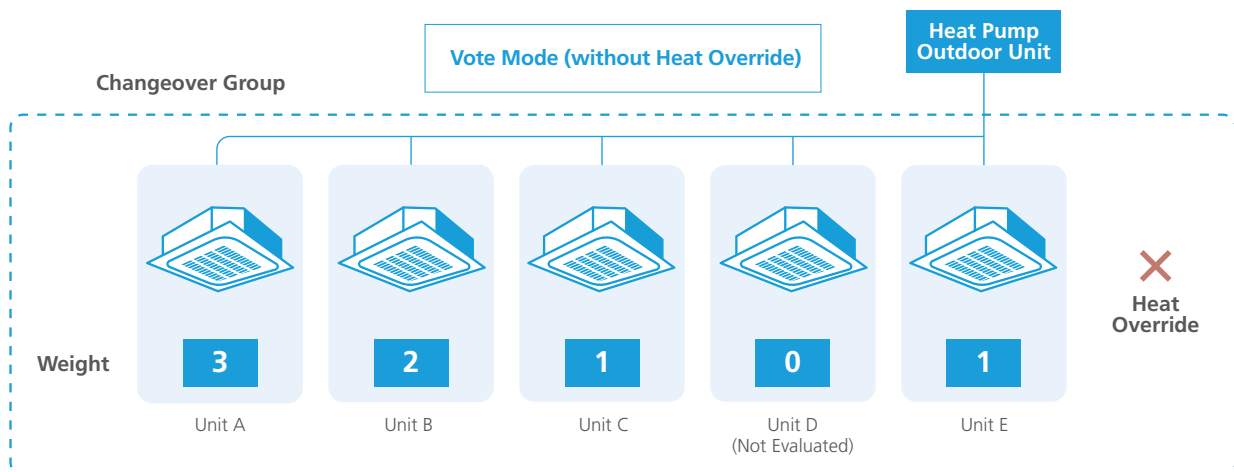 Heat Pump
Outdoor Unit
Vote Mode (without Heat Override)
Changeover Group
Heat
Override
Weight
3
2
1
0
1
Unit A
Unit B
Unit C
Unit D
(Not Evaluated)
Unit E